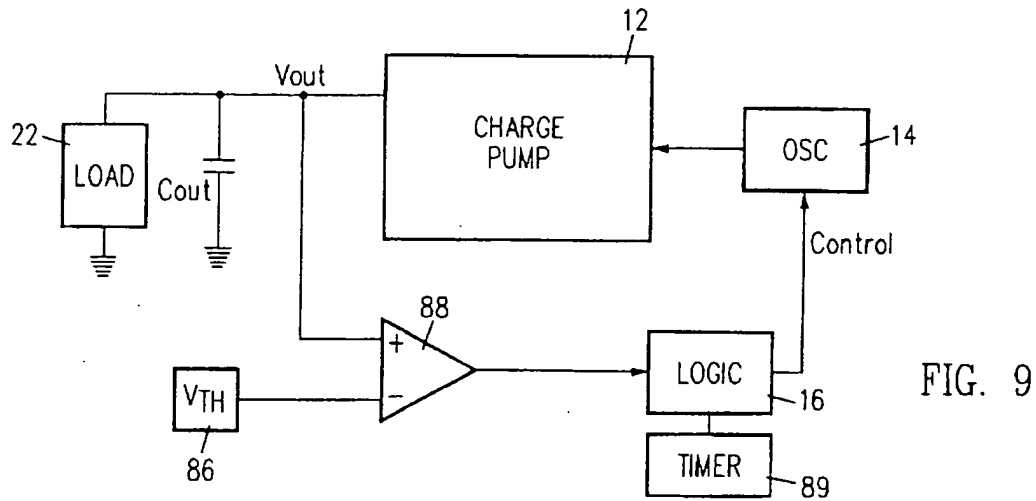 12
Vout
22
CHARGE
PUMP
OSC
14
LOAD
Cout
Control
88
+
−
VTH
86
LOGIC
16
TIMER
89
FIG. 9